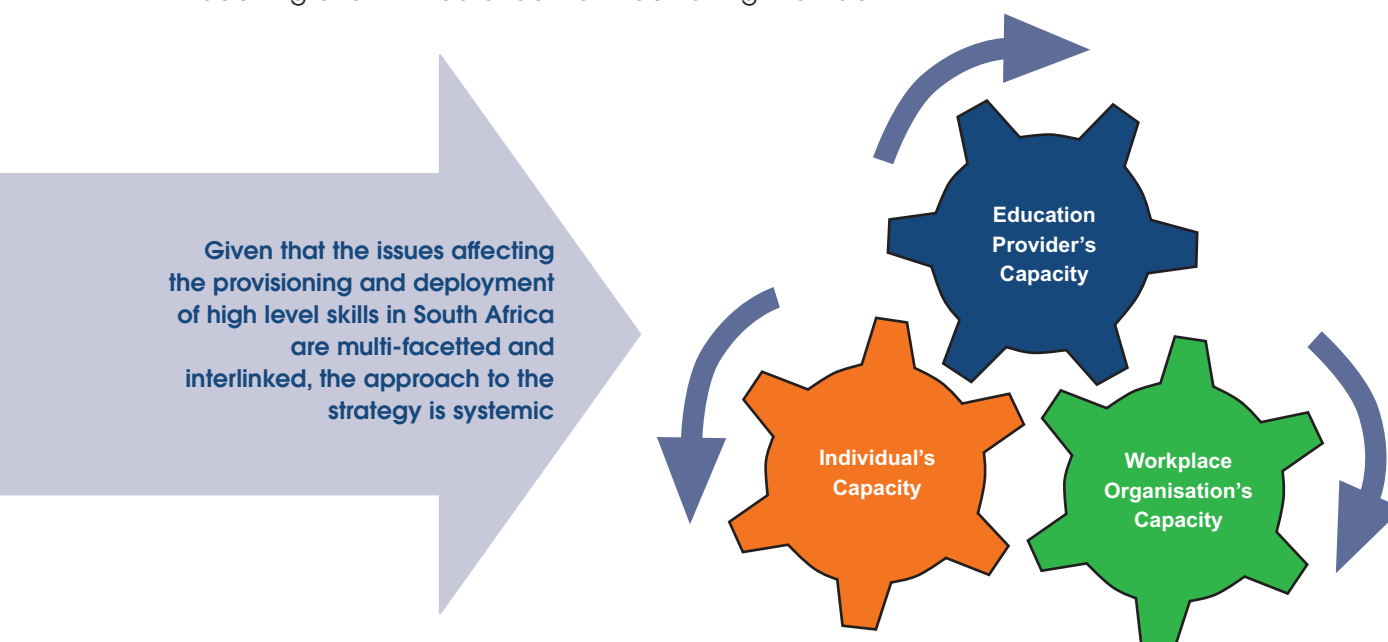 Given that the issues affecting
the provisioning and deployment
of high level skills in South Africa
are multi-facetted and
interlinked, the approach to the
strategy is systemic
Education
Provider's
Capacity
Individual's
Capacity
Workplace
Organisation's
Capacity